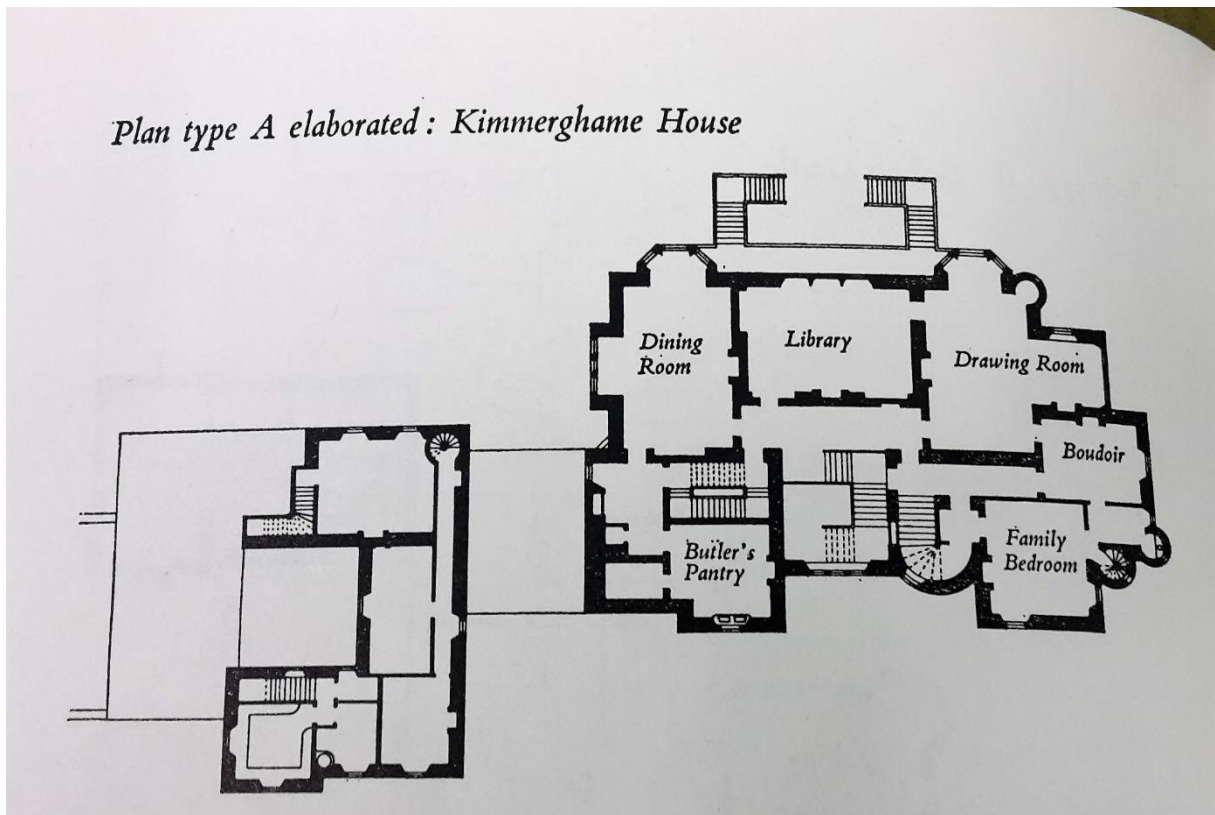 Plan type A elaborated : Kimmerghame House
Dining
Room
Library
Drawing Room
Boudoir
Butler's
Pantry
Family
Bedroom